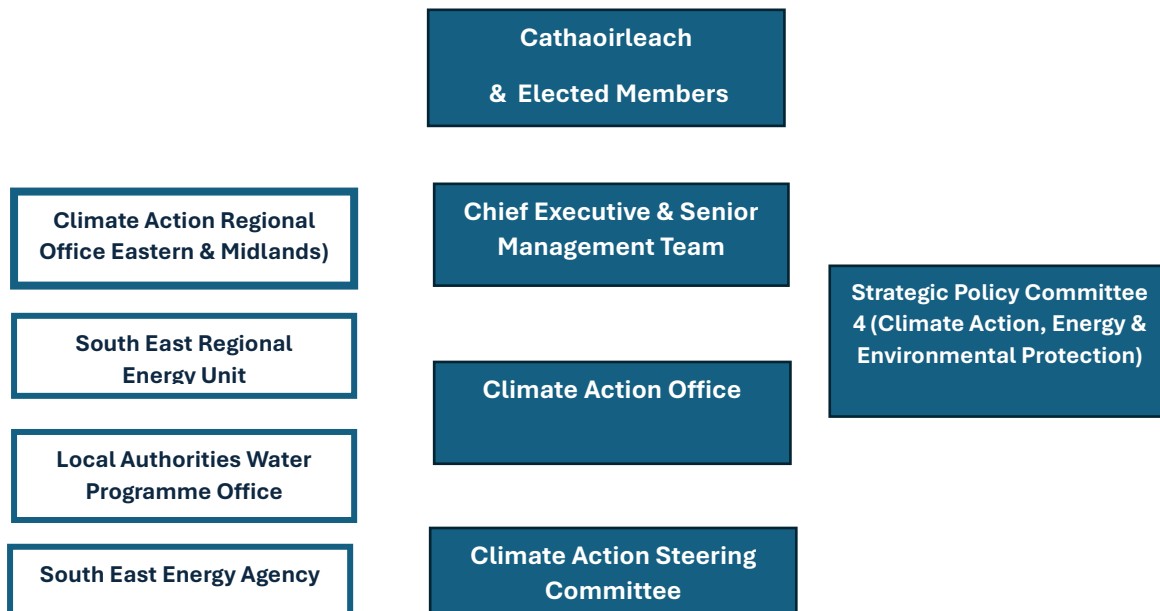 Cathaoirleach
& Elected Members
Climate Action Regional
Office Eastern & Midlands)
South East Regional
Energy Unit
Local Authorities Water
Programme Office
South East Energy Agency
Chief Executive & Senior
Management Team
Climate Action Office
Climate Action Steering
Committee
Strategic Policy Committee
4 (Climate Action, Energy &
Environmental Protection)